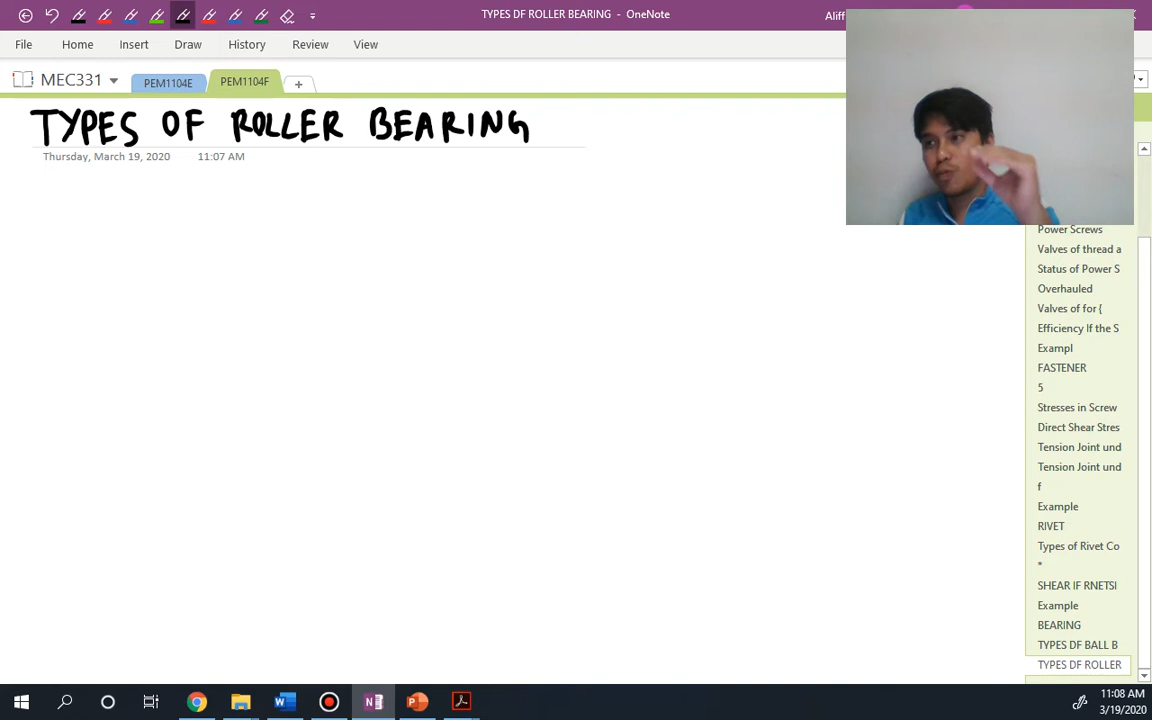 TYPES DF ROLLER BEARING - OneNote
Aliff
File Home Insert Draw History Review View
MEC331 PEM1104E PEM1104F +
TYPES OF ROLLER BEARING
Thursday, March 19, 2020 11:07 AM
Power Screws
Valves of thread a
Status of Power S
Overhauled
Valves of for {
Efficiency If the S
Exampl
FASTENER
5
Stresses in Screw
Direct Shear Stres
Tension Joint und
Tension Joint und
f
Example
RIVET
Types of Rivet Co
*
SHEAR IF RNETSI
Example
BEARING
TYPES DF BALL B
TYPES DF ROLLER
11:08 AM
3/19/2020